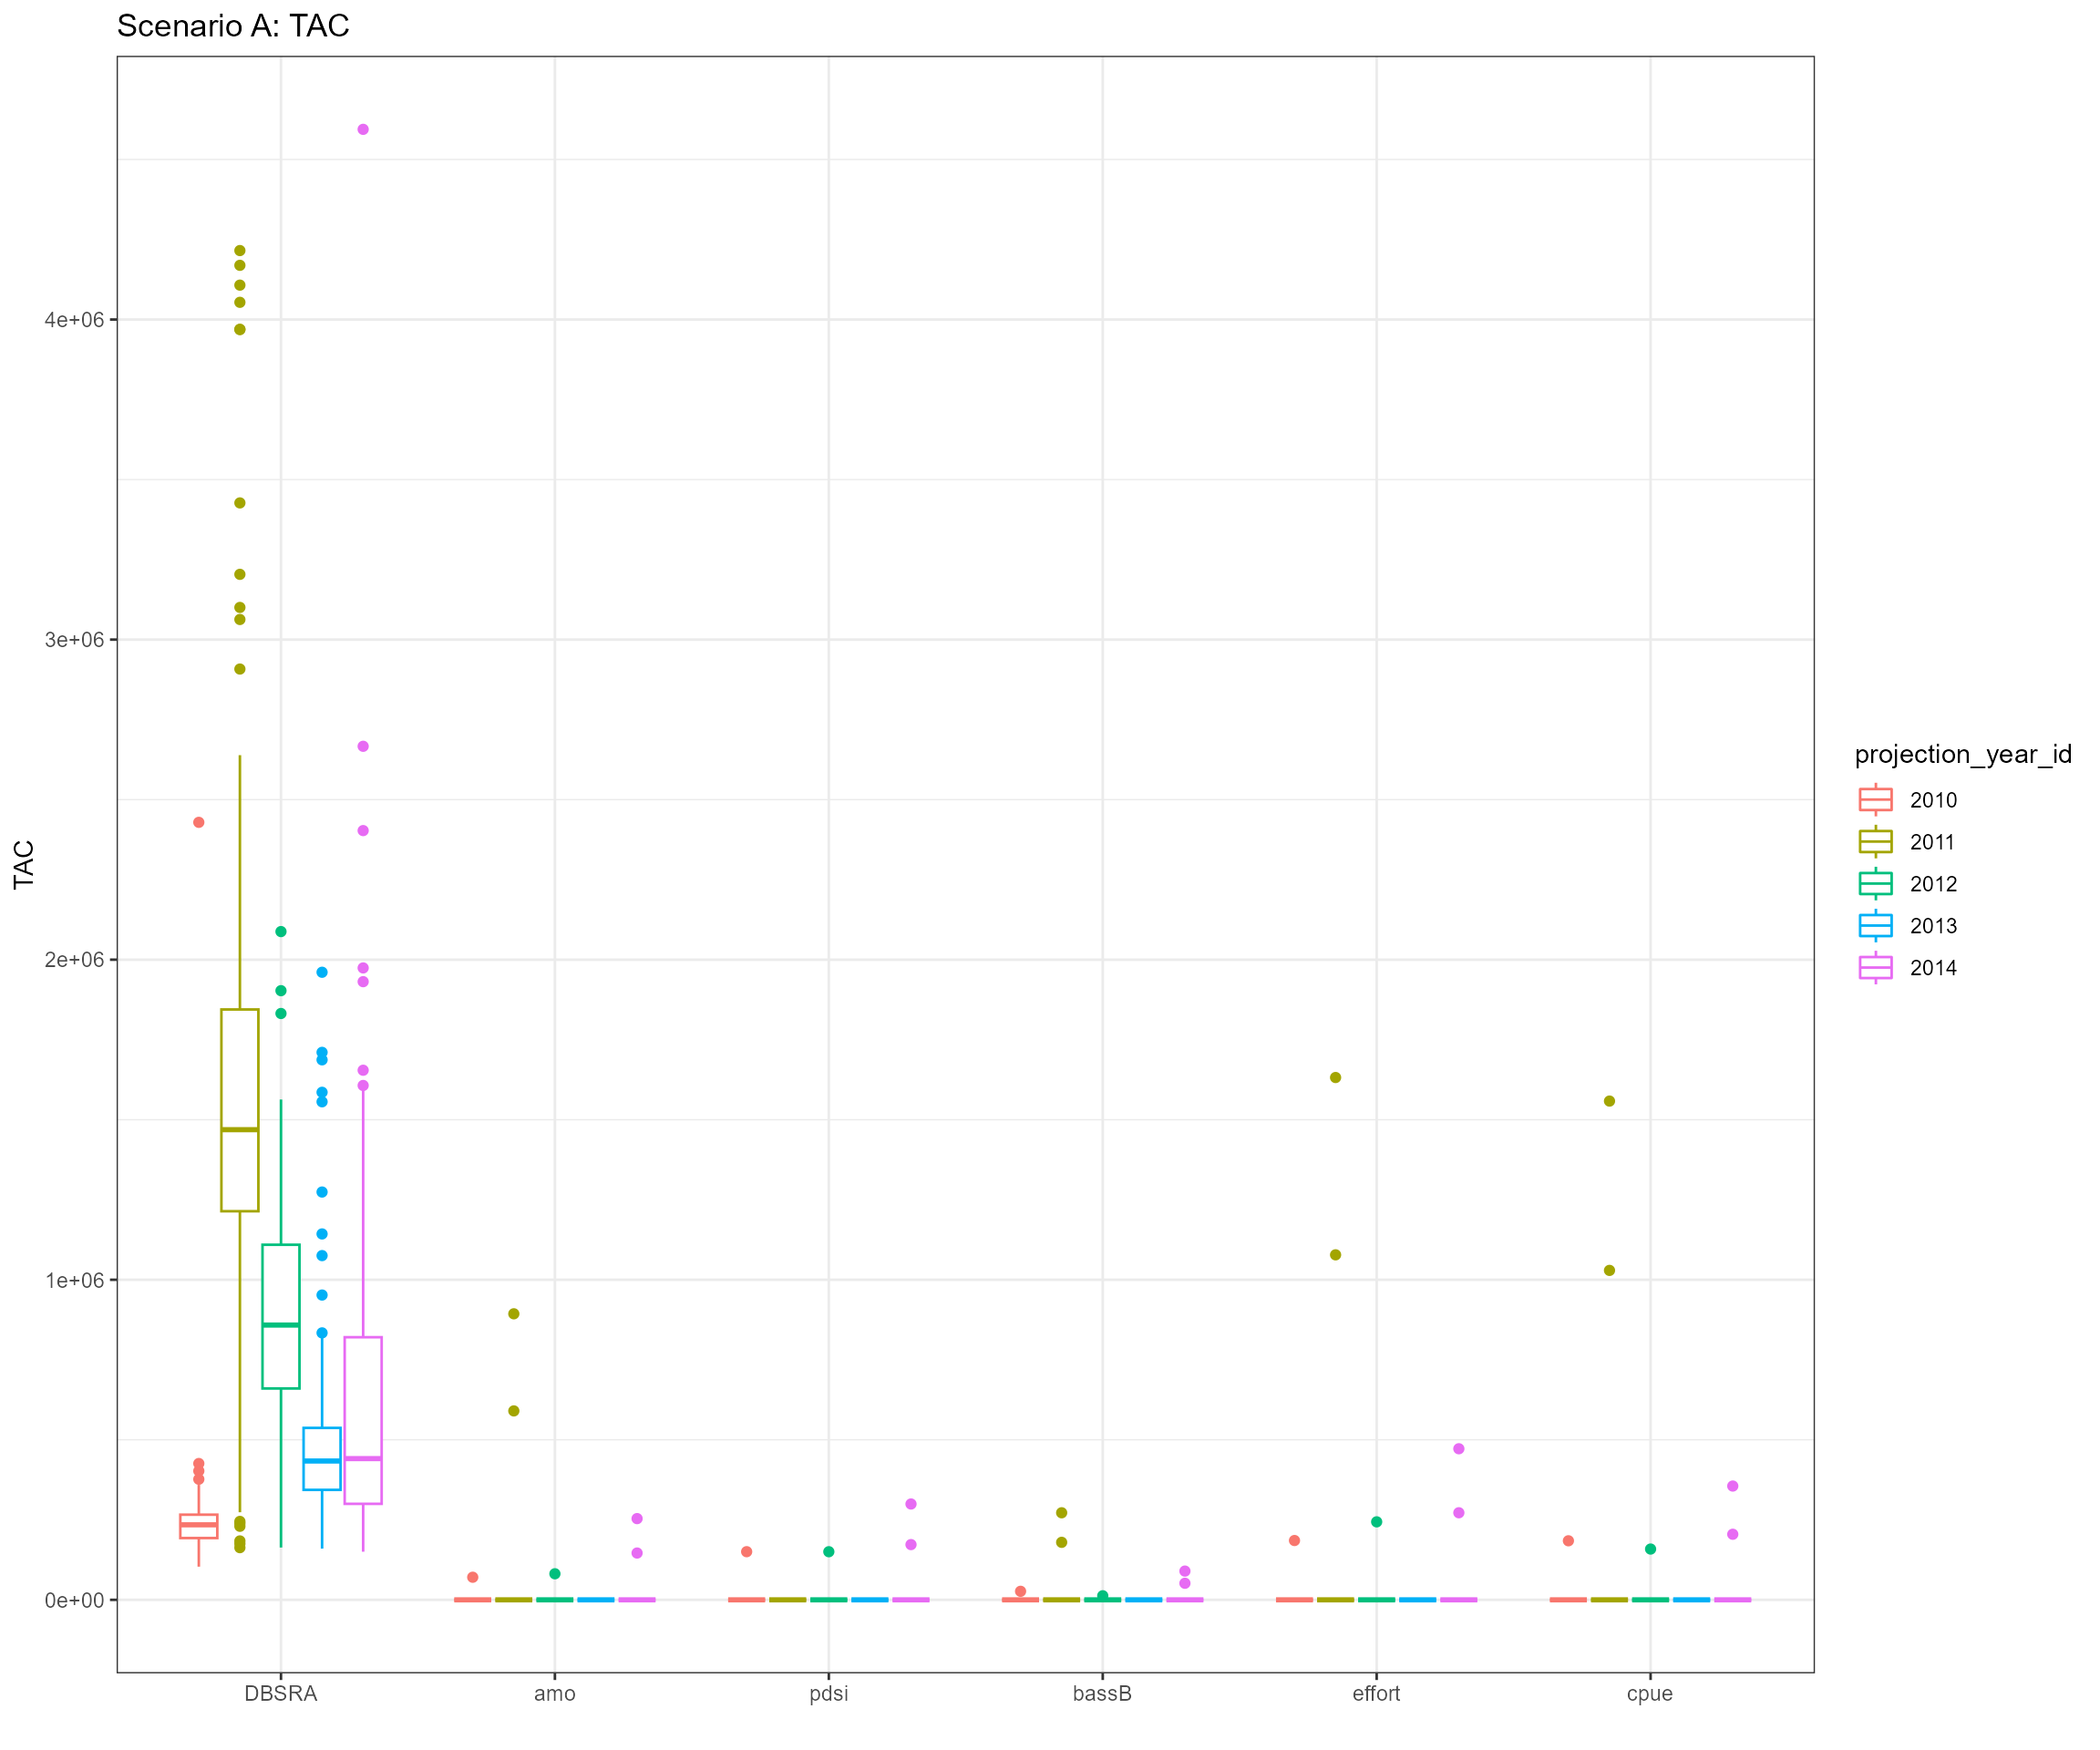 Scenario A: TAC
TAC
4e+06
3e+06
2e+06
1e+06
0e+00
DBSRA amo pdsi bassB effort cpue
projection_year_id
2010
2011
2012
2013
2014